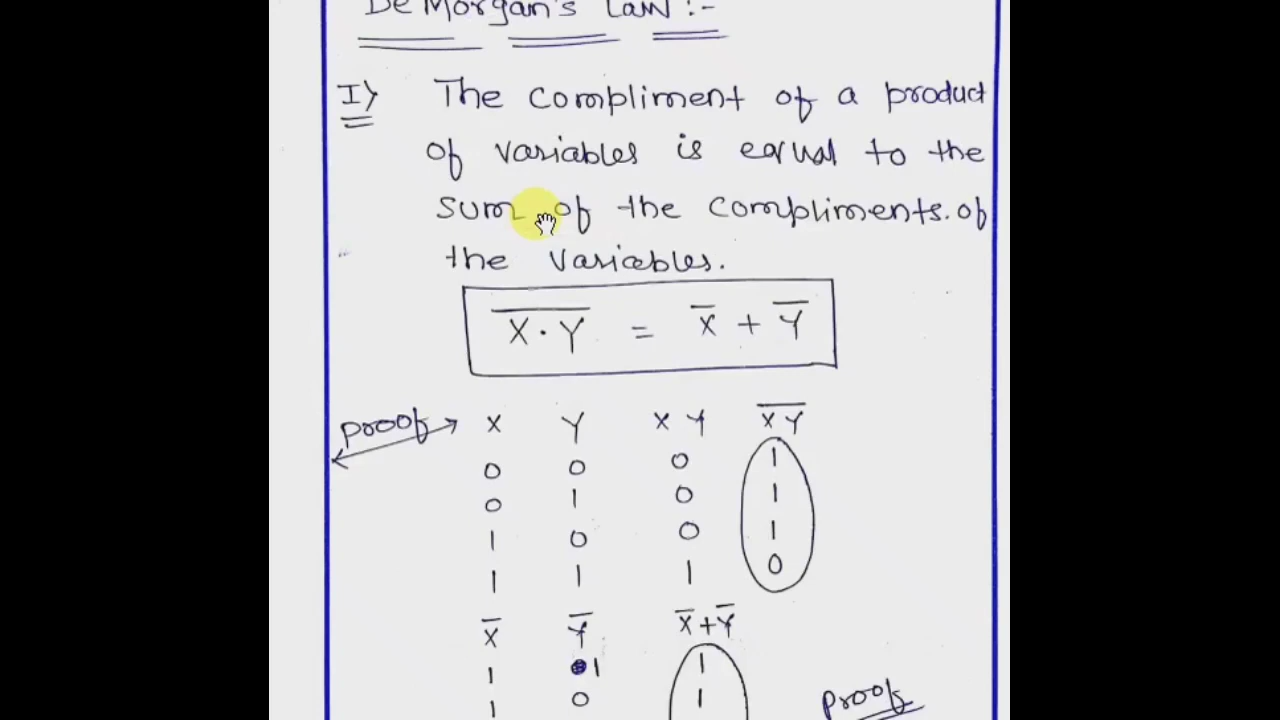 De Morgan's Law :-
I) The compliment of a product
of variables is equal to the
sum of the compliments. of
the variables.
X̅ ̅·̅ ̅Y̅ = X̅ + Y̅
proof X Y X Y X̅ ̅Y̅
0 0 0 1
0 1 0 1
1 0 0 1
1 1 1 0
X̅ Y̅ X̅+Y̅
1 1 1
1 0 1
proof